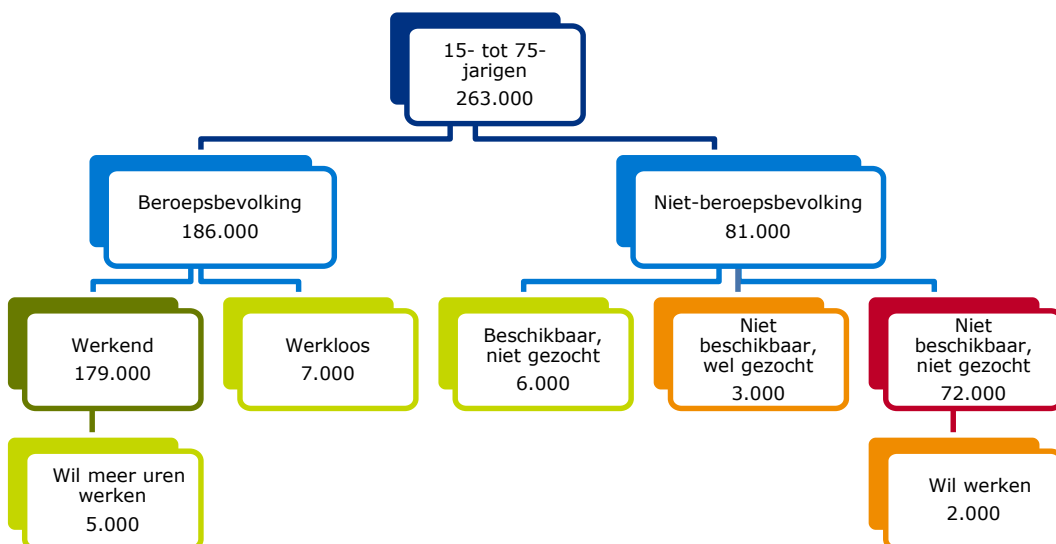 15- tot 75-
jarigen
263.000
Beroepsbevolking
186.000
Niet-beroepsbevolking
81.000
Werkend
179.000
Werkloos
7.000
Beschikbaar,
niet gezocht
6.000
Niet
beschikbaar,
wel gezocht
3.000
Niet
beschikbaar,
niet gezocht
72.000
Wil meer uren
werken
5.000
Wil werken
2.000